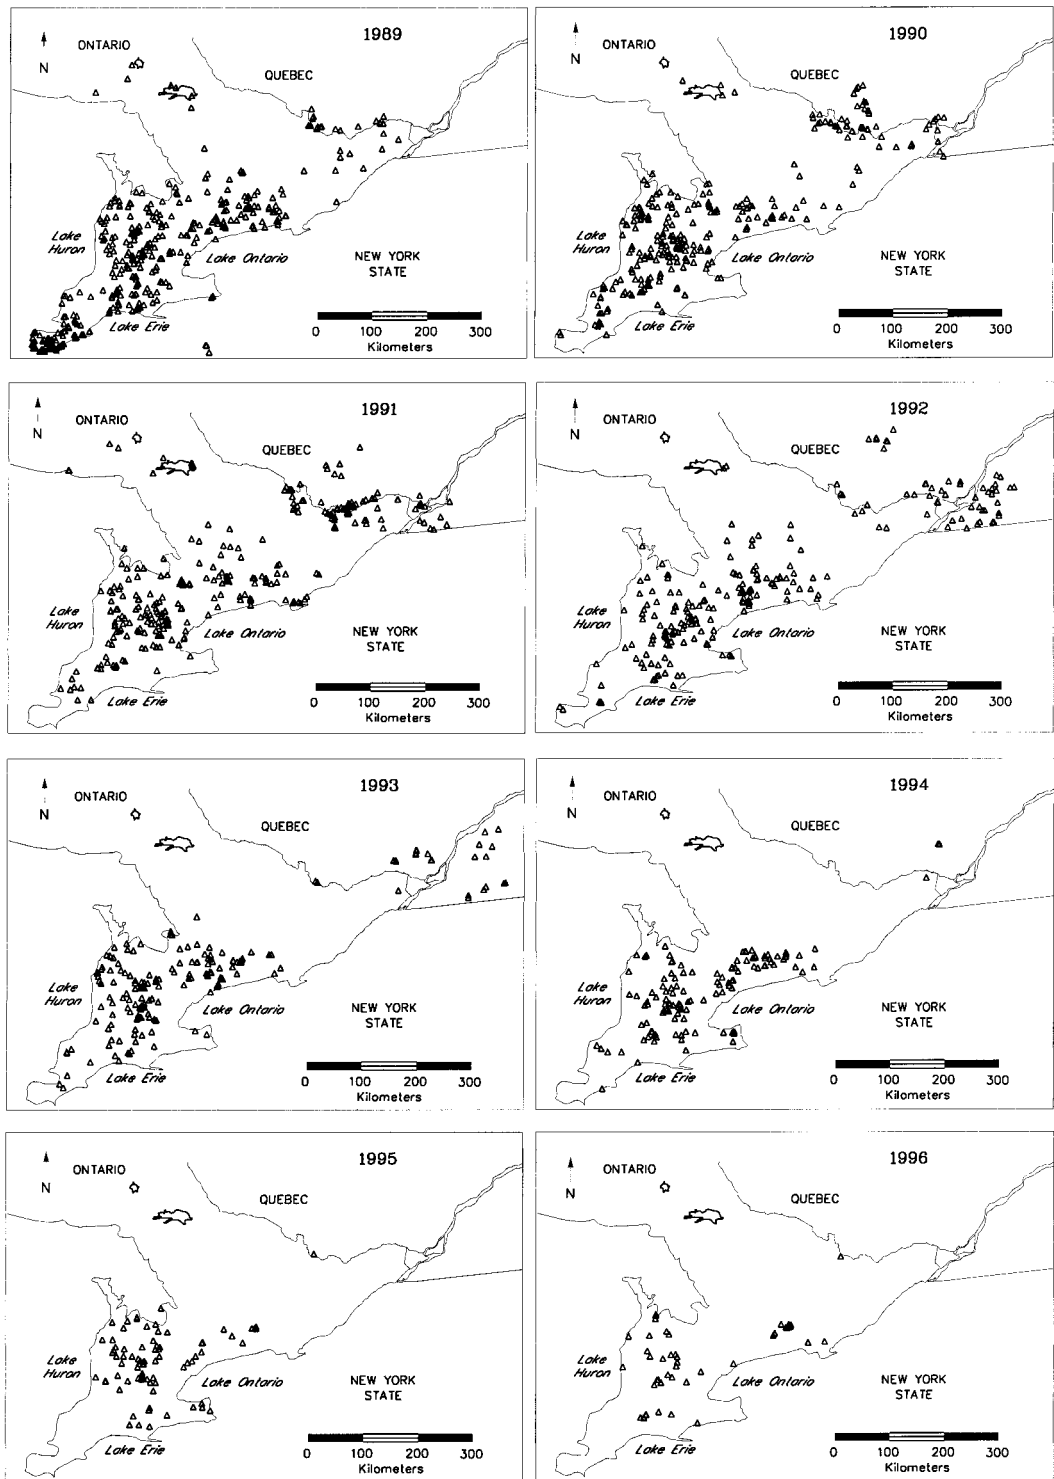 1989
ONTARIO
N
QUEBEC
Lake
Huron
Lake Ontario
NEW YORK
STATE
Lake Erie
0 100 200 300
Kilometers
1990
ONTARIO
N
QUEBEC
Lake
Huron
Lake Ontario
NEW YORK
STATE
Lake Erie
0 100 200 300
Kilometers
1991
ONTARIO
N
QUEBEC
Lake
Huron
Lake Ontario
NEW YORK
STATE
Lake Erie
0 100 200 300
Kilometers
1992
ONTARIO
N
QUEBEC
Lake
Huron
Lake Ontario
NEW YORK
STATE
Lake Erie
0 100 200 300
Kilometers
1993
ONTARIO
N
QUEBEC
Lake
Huron
Lake Ontario
NEW YORK
STATE
Lake Erie
0 100 200 300
Kilometers
1994
ONTARIO
N
QUEBEC
Lake
Huron
Lake Ontario
NEW YORK
STATE
Lake Erie
0 100 200 300
Kilometers
1995
ONTARIO
N
QUEBEC
Lake
Huron
Lake Ontario
NEW YORK
STATE
Lake Erie
0 100 200 300
Kilometers
1996
ONTARIO
N
QUEBEC
Lake
Huron
Lake Ontario
NEW YORK
STATE
Lake Erie
0 100 200 300
Kilometers